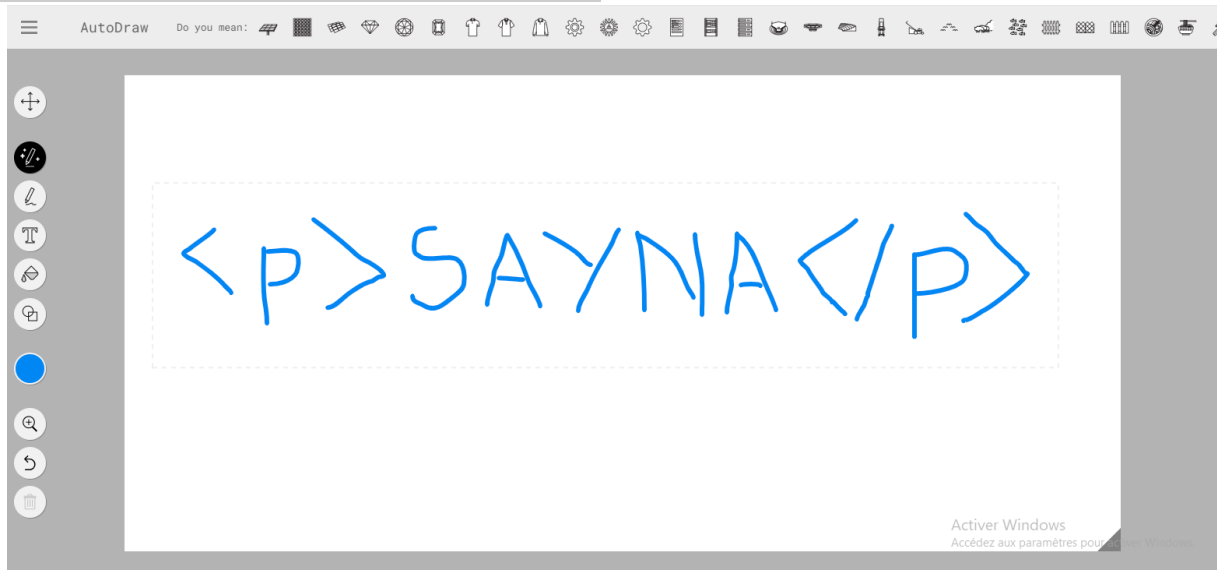 AutoDraw Do you mean:
<p>SAYNA</p>
T
Activer Windows
Accédez aux paramètres pour activer Windows.